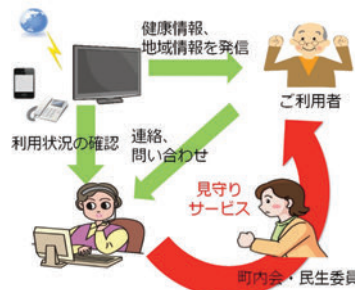 健康情報、
地域情報を発信
ご利用者
利用状況の確認
連絡、
問い合わせ
見守り
サービス
町内会・民生委員